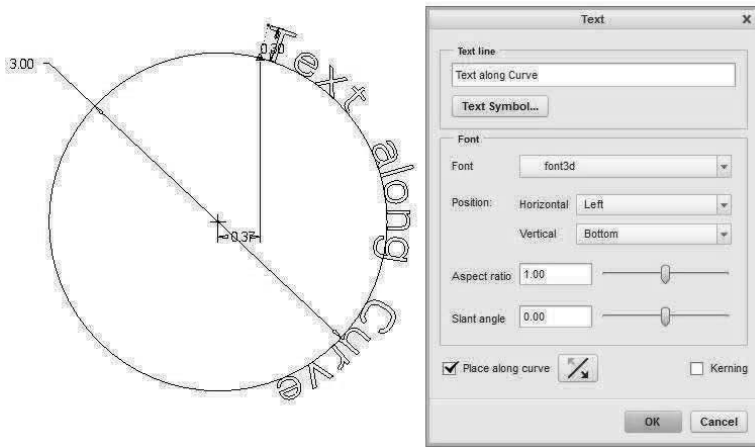 3.00
0.30
0.37
Text along Curve
Text
x
Text line
Text along Curve
Text Symbol...
Font
Font
font3d
Position:
Horizontal
Left
Vertical
Bottom
Aspect ratio
1.00
Slant angle
0.00
Place along curve
Kerning
OK
Cancel